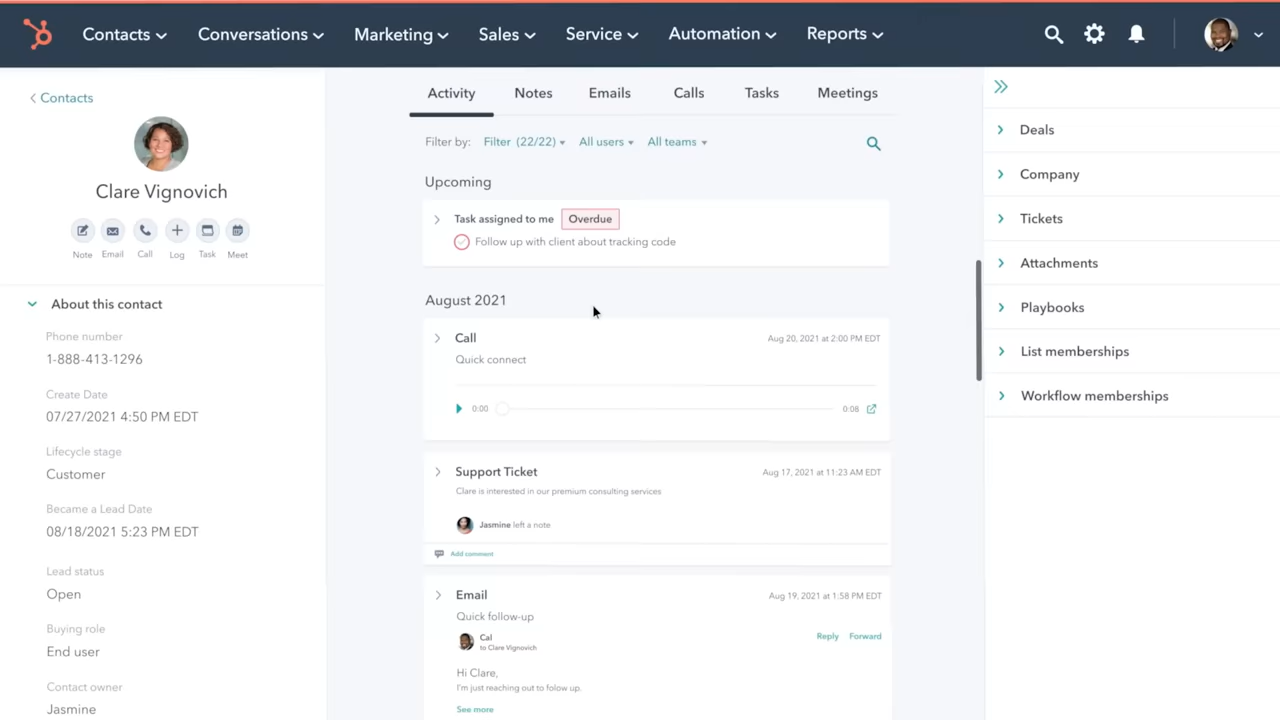 Contacts Conversations Marketing Sales Service Automation Reports
Contacts
Clare Vignovich
Note Email Call Log Task Meet
About this contact
Phone number
1-888-413-1296
Create Date
07/27/2021 4:50 PM EDT
Lifecycle stage
Customer
Became a Lead Date
08/18/2021 5:23 PM EDT
Lead status
Open
Buying role
End user
Contact owner
Jasmine
Activity Notes Emails Calls Tasks Meetings
Filter by: Filter (22/22) All users All teams
Upcoming
Task assigned to me Overdue
Follow up with client about tracking code
August 2021
Call Aug 20, 2021 at 2:00 PM EDT
Quick connect
0:00 0:08
Support Ticket Aug 17, 2021 at 11:23 AM EDT
Clare is interested in our premium consulting services
Jasmine left a note
Add comment
Email Aug 19, 2021 at 1:58 PM EDT
Quick follow-up
Cal Reply Forward
to Clare Vignovich
Hi Clare,
I'm just reaching out to folow up.
See more
Deals
Company
Tickets
Attachments
Playbooks
List memberships
Workflow memberships